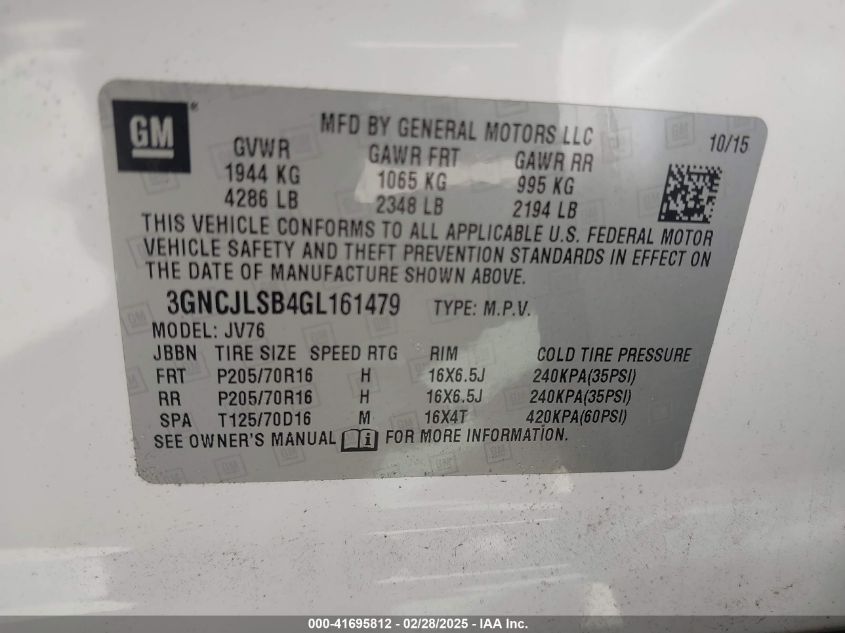 GM
MFD BY GENERAL MOTORS LLC 10/15
GVWR GAWR FRT GAWR RR
1944 KG 1065 KG 995 KG
4286 LB 2348 LB 2194 LB
THIS VEHICLE CONFORMS TO ALL APPLICABLE U.S. FEDERAL MOTOR
VEHICLE SAFETY AND THEFT PREVENTION STANDARDS IN EFFECT ON
THE DATE OF MANUFACTURE SHOWN ABOVE.
3GNCJLSB4GL161479 TYPE: M.P.V.
MODEL: JV76
JBBN TIRE SIZE SPEED RTG RIM COLD TIRE PRESSURE
FRT P205/70R16 H 16X6.5J 240KPA(35PSI)
RR P205/70R16 H 16X6.5J 240KPA(35PSI)
SPA T125/70D16 M 16X4T 420KPA(60PSI)
SEE OWNER'S MANUAL i FOR MORE INFORMATION.
000-41695812 - 02/28/2025 - IAA Inc.